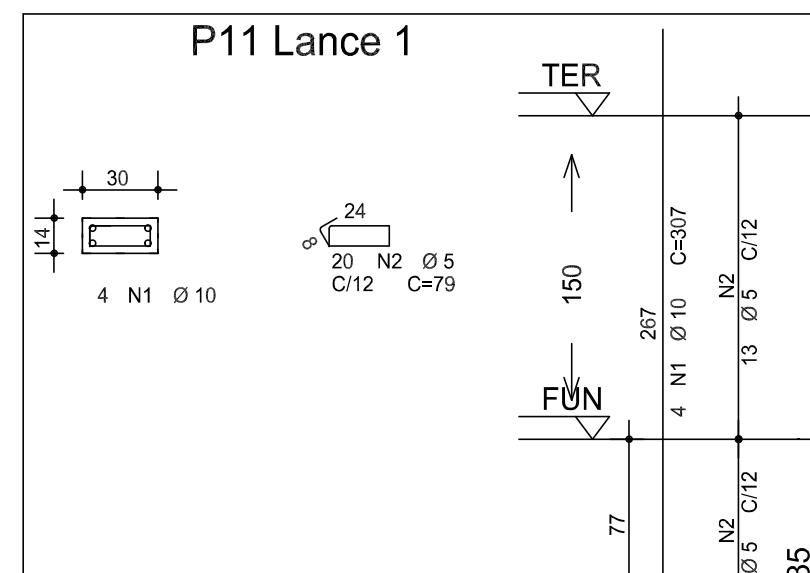 P11 Lance 1
TER
30
14
4 N1 Ø 10
24
8
20 N2 Ø 5
C/12 C=79
150
FUN
267
4 N1 Ø 10 C=307
N2
13 Ø 5 C/12
77
N2
Ø 5 C/12